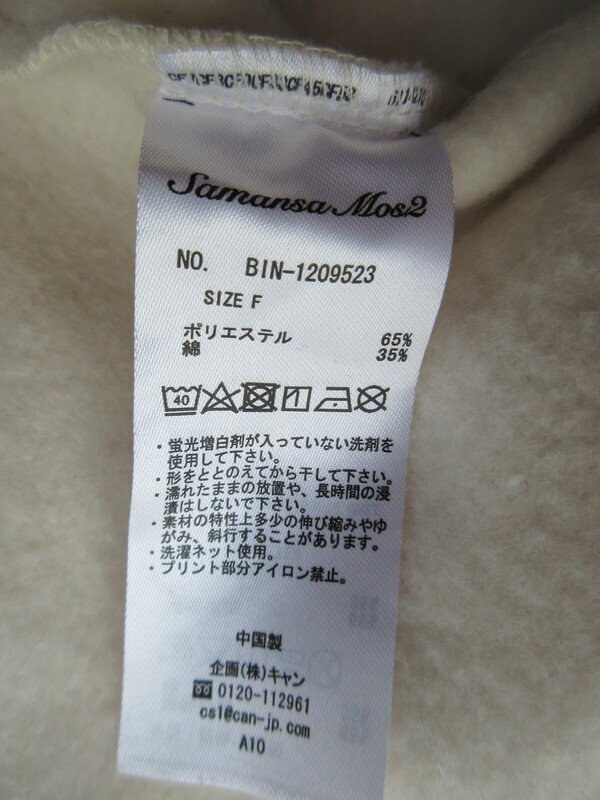 Samansa Mos2
NO. BIN-1209523
SIZE F
ポリエステル 65%
綿 35%
40
・蛍光増白剤が入っていない洗剤を
使用して下さい。
・形をととのえてから干して下さい。
・濡れたままの放置や、長時間の浸
漬はしないで下さい。
・素材の特性上多少の伸び縮みやゆ
がみ、斜行することがあります。
・洗濯ネット使用。
・プリント部分アイロン禁止。
中国製
企画(株)キャン
0120-112961
cs1@can-jp.com
A10